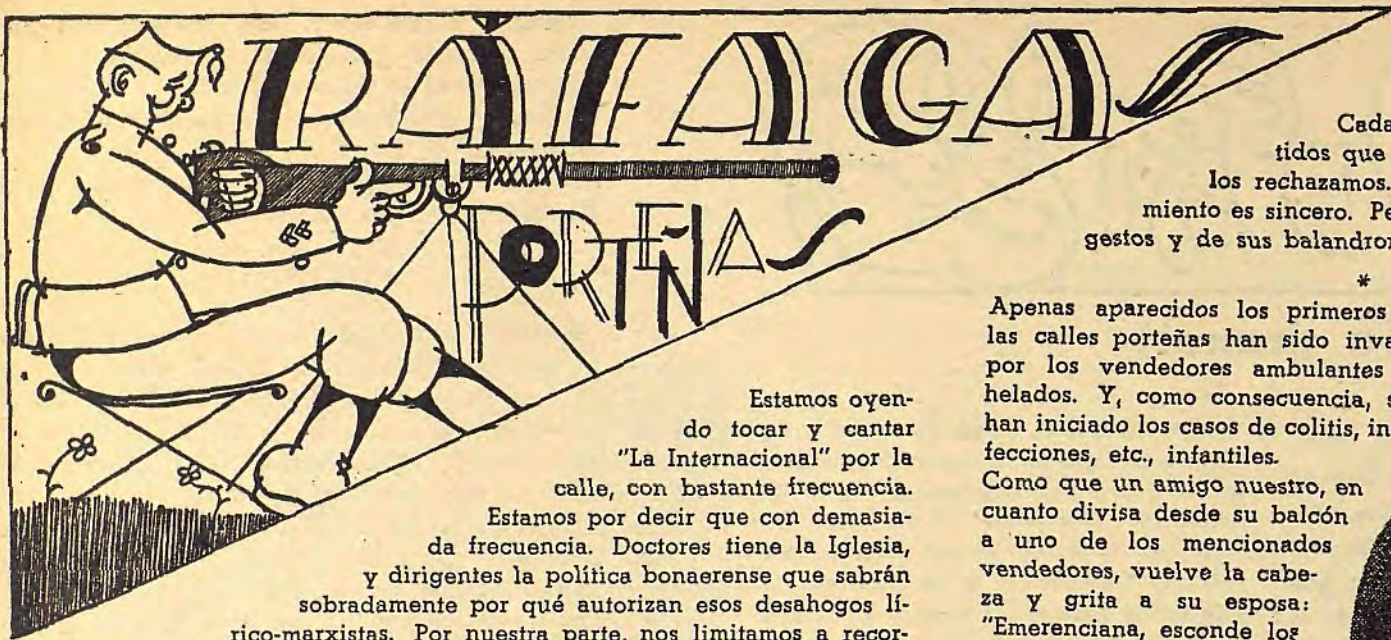 RÁFAGAS
PORTEÑAS
Estamos oyen-
do tocar y cantar
"La Internacional" por la
calle, con bastante frecuencia.
Estamos por decir que con demasia-
da frecuencia. Doctores tiene la Iglesia,
y dirigentes la política bonaerense que sabrán
sobradamente por qué autorizan esos desahogos lí-
rico-marxistas. Por nuestra parte, nos limitamos a recor-
Cada
tidos que
los rechazamos.
miento es sincero. Pe
gestos y de sus balandron
*
Apenas aparecidos los primeros
las calles porteñas han sido inva
por los vendedores ambulantes
helados. Y, como consecuencia, s
han iniciado los casos de colitis, in
fecciones, etc., infantiles.
Como que un amigo nuestro, en
cuanto divisa desde su balcón
a uno de los mencionados
vendedores, vuelve la cabe-
za y grita a su esposa:
"Emerenciana, esconde los